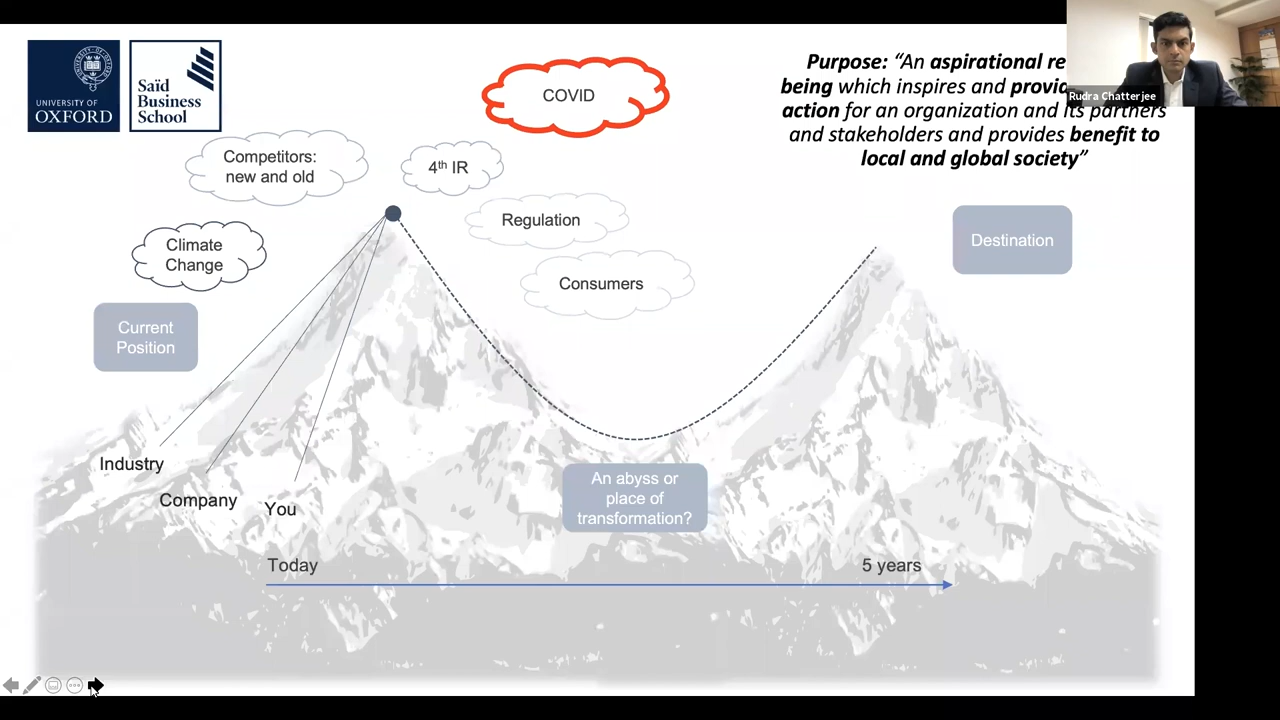 UNIVERSITY OF
OXFORD
Saïd
Business
School
COVID
Purpose: “An aspirational
being which inspires and
action for an organization and its partners
and stakeholders and provides benefit to
local and global society”
Rudra Chatterjee
Competitors:
new and old
4th IR
Regulation
Climate
Change
Consumers
Destination
Current
Position
Industry
Company
You
An abyss or
place of
transformation?
Today
5 years